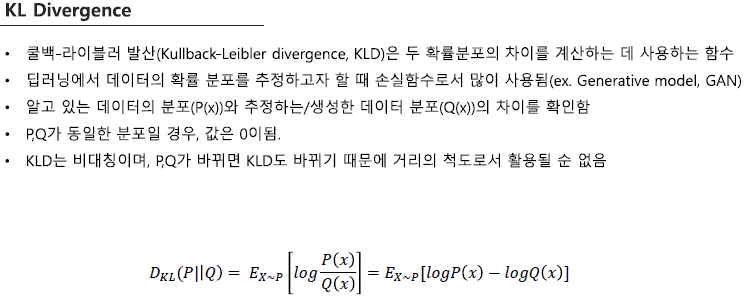 KL Divergence
• 쿨백-라이블러 발산(Kullback-Leibler divergence, KLD)은 두 확률분포의 차이를 계산하는 데 사용하는 함수
• 딥러닝에서 데이터의 확률 분포를 추정하고자 할 때 손실함수로서 많이 사용됨(ex. Generative model, GAN)
• 알고 있는 데이터의 분포(P(x))와 추정하는/생성한 데이터 분포(Q(x))의 차이를 확인함
• P,Q가 동일한 분포일 경우, 값은 0이됨.
• KLD는 비대칭이며, P,Q가 바뀌면 KLD도 바뀌기 때문에 거리의 척도로서 활용될 순 없음
D_{KL}(P||Q) = E_{X~P} [log P(x)/Q(x)] = E_{X~P}[logP(x) − logQ(x)]